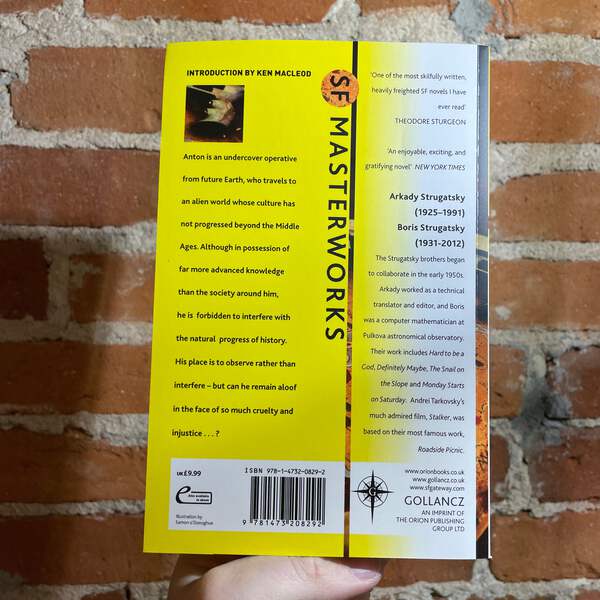 INTRODUCTION BY KEN MACLEOD
Anton is an undercover operative
from future Earth, who travels to
an alien world whose culture has
not progressed beyond the Middle
Ages. Although in possession of
far more advanced knowledge
than the society around him,
he is forbidden to interfere with
the natural progress of history.
His place is to observe rather than
interfere – but can he remain aloof
in the face of so much cruelty and
injustice . . . ?
UK £9.99
e
Also available
in ebook
Illustration by
Eamon o'Donoghue
ISBN 978-1-4732-0829-2
9 781473 208292
SF MASTERWORKS
'One of the most skilfully written,
heavily freighted SF novels I have
ever read'
THEODORE STURGEON
'An enjoyable, exciting, and
gratifying novel' NEW YORK TIMES
Arkady Strugatsky
(1925–1991)
Boris Strugatsky
(1931-2012)
The Strugatsky brothers began
to collaborate in the early 1950s.
Arkady worked as a technical
translator and editor, and Boris
was a computer mathematician at
Pulkova astronomical observatory.
Their work includes Hard to be a
God, Definitely Maybe, The Snail on
the Slope and Monday Starts
on Saturday. Andrei Tarkovsky's
much admired film, Stalker, was
based on their most famous work,
Roadside Picnic.
www.orionbooks.co.uk
www.gollancz.co.uk
www.sfgateway.com
G
GOLLANCZ
AN IMPRINT OF
THE ORION PUBLISHING
GROUP LTD